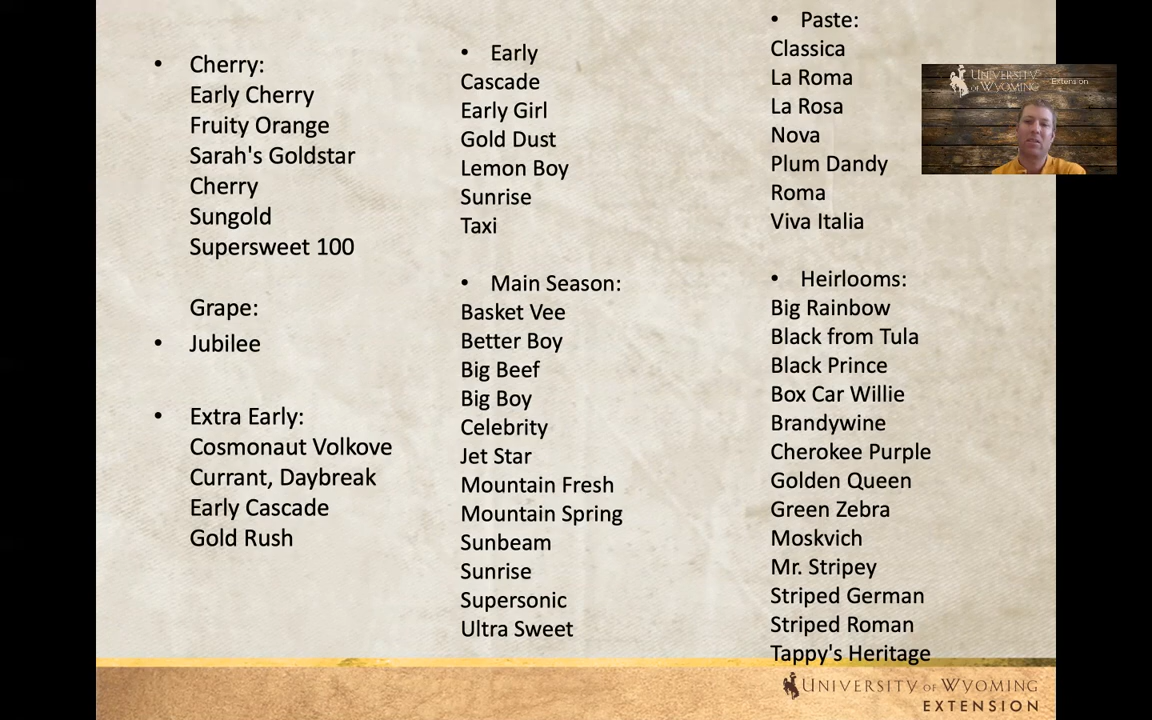 • Cherry:
Early Cherry
Fruity Orange
Sarah's Goldstar
Cherry
Sungold
Supersweet 100
Grape:
• Jubilee
• Extra Early:
Cosmonaut Volkove
Currant, Daybreak
Early Cascade
Gold Rush
• Early
Cascade
Early Girl
Gold Dust
Lemon Boy
Sunrise
Taxi
• Main Season:
Basket Vee
Better Boy
Big Beef
Big Boy
Celebrity
Jet Star
Mountain Fresh
Mountain Spring
Sunbeam
Sunrise
Supersonic
Ultra Sweet
• Paste:
Classica
La Roma
La Rosa
Nova
Plum Dandy
Roma
Viva Italia
• Heirlooms:
Big Rainbow
Black from Tula
Black Prince
Box Car Willie
Brandywine
Cherokee Purple
Golden Queen
Green Zebra
Moskvich
Mr. Stripey
Striped German
Striped Roman
Tappy's Heritage
UNIVERSITY
OF WYOMING Extension
UNIVERSITY OF WYOMING
EXTENSION